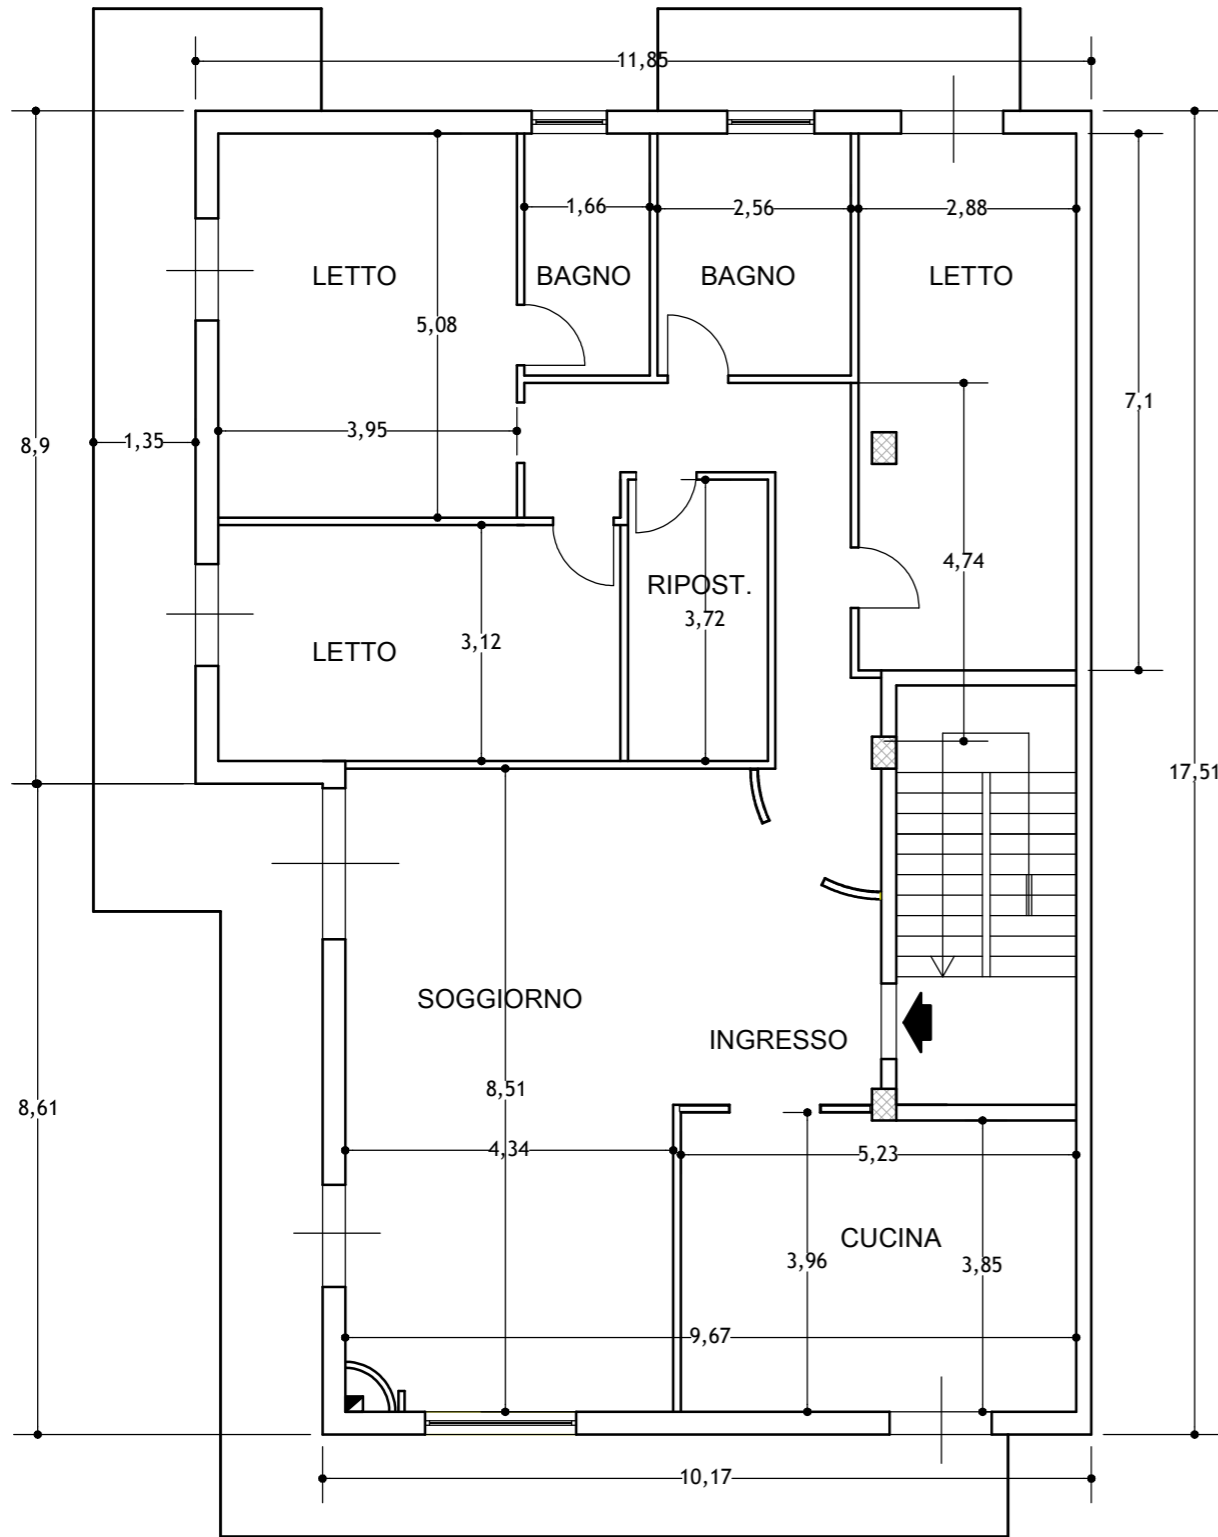 11,85
1,66
2,56
2,88
LETTO
BAGNO
BAGNO
LETTO
5,08
7,1
8,9
1,35
3,95
4,74
RIPOST.
3,72
3,12
LETTO
17,51
SOGGIORNO
INGRESSO
8,51
8,61
4,34
5,23
CUCINA
3,96
3,85
9,67
10,17